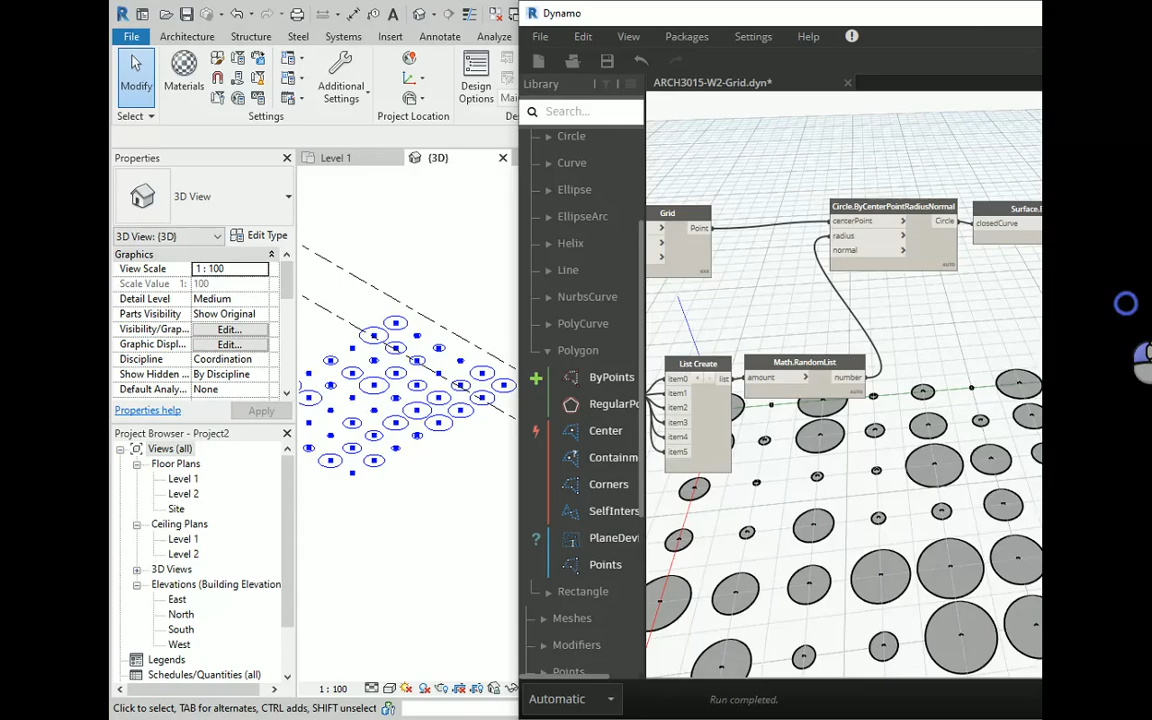 Dynamo
File
Architecture
Structure
Steel
Systems
Insert
Annotate
Analyze
File Edit View Packages Settings Help
Modify
Materials
Additional
Settings
Design
Options
Select
Settings
Project Location
Library
ARCH3015-W2-Grid.dyn*
Search...
Properties
Level 1
{3D}
3D View
3D View: {3D}
Edit Type
Graphics
View Scale 1 : 100
Scale Value 1: 100
Detail Level Medium
Parts Visibility Show Original
Visibility/Grap... Edit...
Graphic Displ... Edit...
Discipline Coordination
Show Hidden ... By Discipline
Default Analy... None
Properties help
Apply
Project Browser - Project2
Views (all)
Floor Plans
Level 1
Level 2
Site
Ceiling Plans
Level 1
Level 2
3D Views
Elevations (Building Elevation
East
North
South
West
Legends
Schedules/Quantities (all)
1 : 100
Click to select, TAB for alternates, CTRL adds, SHIFT unselect
Circle
Curve
Ellipse
EllipseArc
Helix
Line
NurbsCurve
PolyCurve
Polygon
ByPoints
RegularPo
Center
Containm
Corners
SelfInters
PlaneDevi
Points
Rectangle
Meshes
Modifiers
Points
Grid
Point
Circle.ByCenterPointRadiusNormal
centerPoint
Circle
radius
normal
AUTO
closedCurve
List Create
item0
list
item1
item2
item3
item4
item5
Math.RandomList
amount
number
AUTO
Automatic
Run completed.